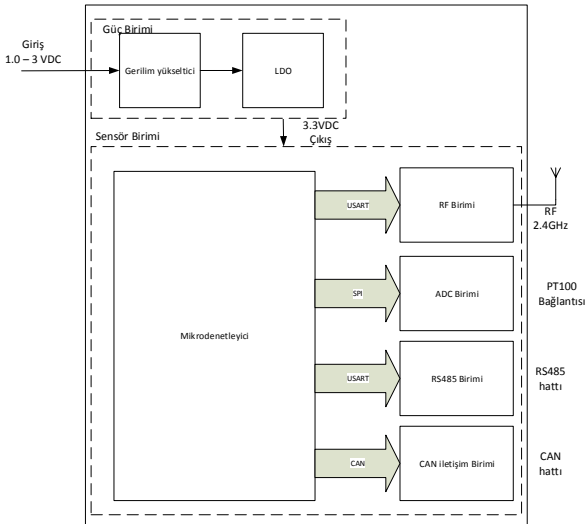 Güç Birimi
Giriş
1.0 – 3 VDC
Gerilim yükseltici
LDO
3.3VDC
Çıkış
Sensör Birimi
Mikrodenetleyici
USART
RF Birimi
RF
2.4GHz
SPI
ADC Birimi
PT100
Bağlantısı
USART
RS485 Birimi
RS485
hattı
CAN
CAN iletişim Birimi
CAN
hattı